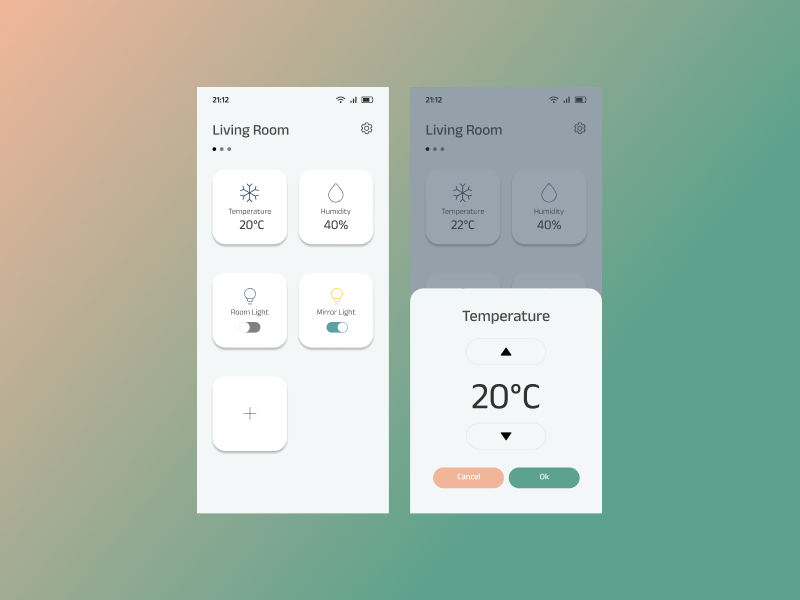 21:12
Living Room
Temperature
20°C
Humidity
40%
Room Light
Mirror Light
21:12
Living Room
Temperature
22°C
Humidity
40%
Temperature
20°C
Cancel
Ok